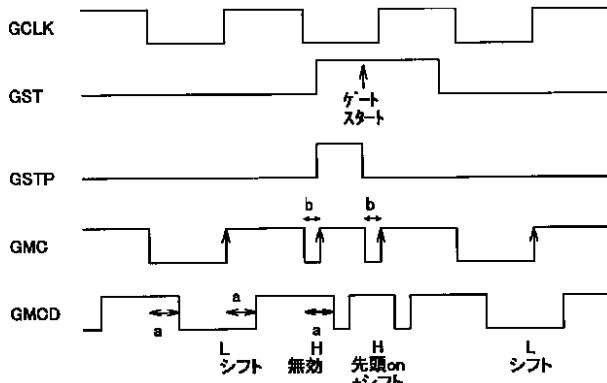 GCLK
GST
ゲート
スタート
GSTP
b b
GMC
a
GMCD
a a
L H H L
シフト 無効 先頭on シフト
+シフト